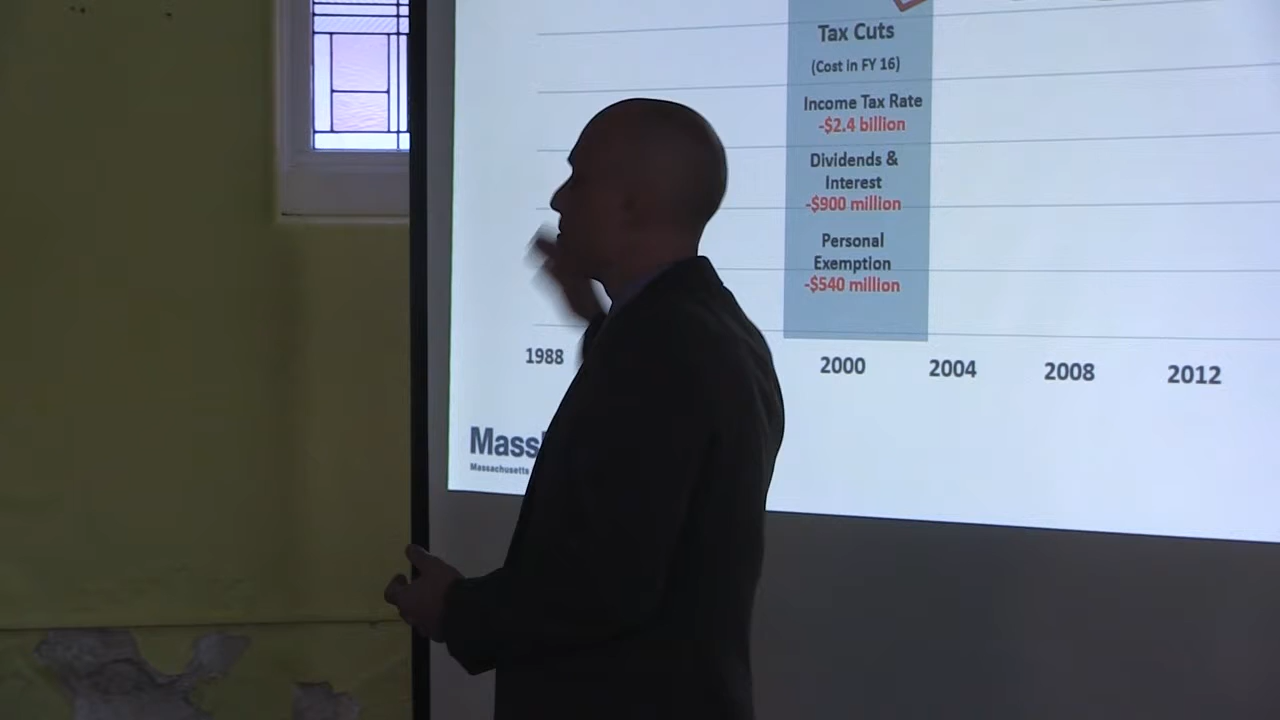 Tax Cuts
(Cost in FY 16)
Income Tax Rate
-$2.4 billion
Dividends &
Interest
-$900 million
Personal
Exemption
-$540 million
1988 2000 2004 2008 2012
Mass
Massachusetts